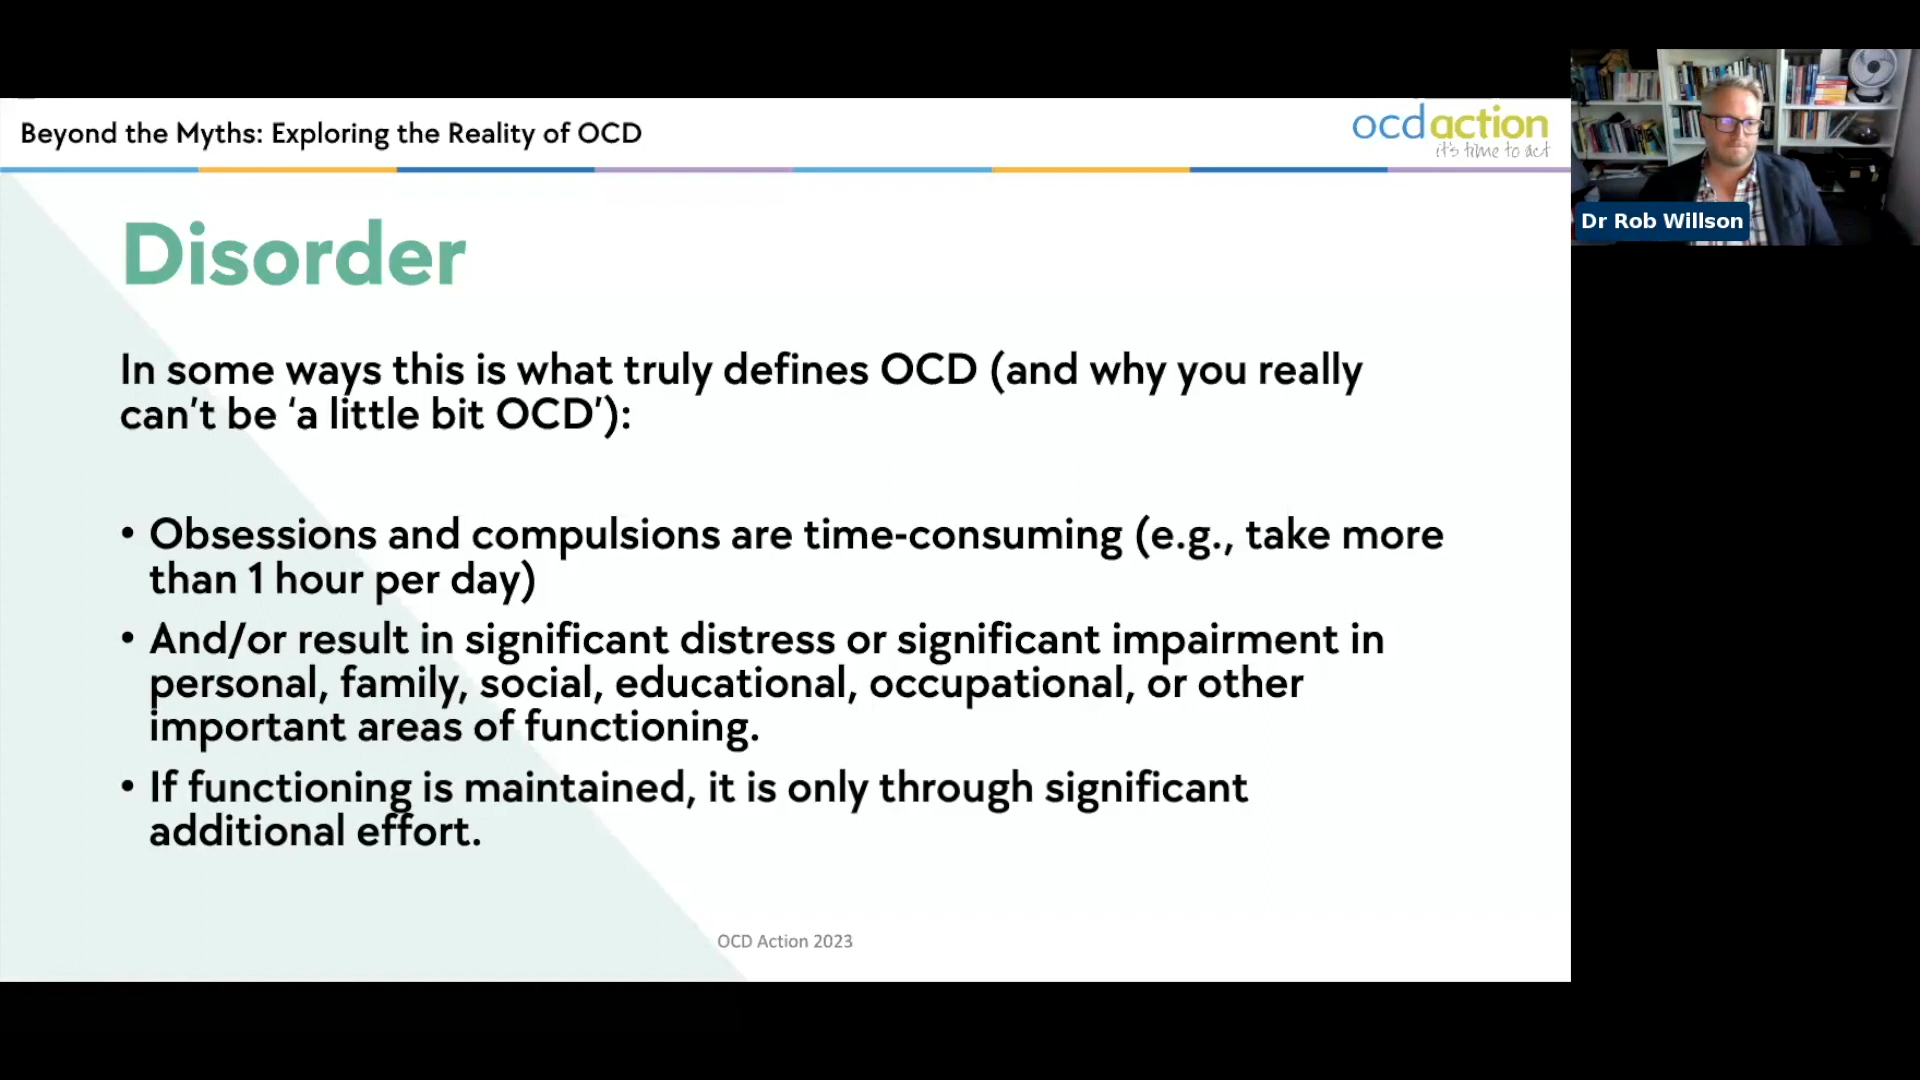 Beyond the Myths: Exploring the Reality of OCD
ocdaction
it's time to act
Dr Rob Willson
Disorder
In some ways this is what truly defines OCD (and why you really
can't be ‘a little bit OCD’):
• Obsessions and compulsions are time-consuming (e.g., take more
than 1 hour per day)
• And/or result in significant distress or significant impairment in
personal, family, social, educational, occupational, or other
important areas of functioning.
• If functioning is maintained, it is only through significant
additional effort.
OCD Action 2023